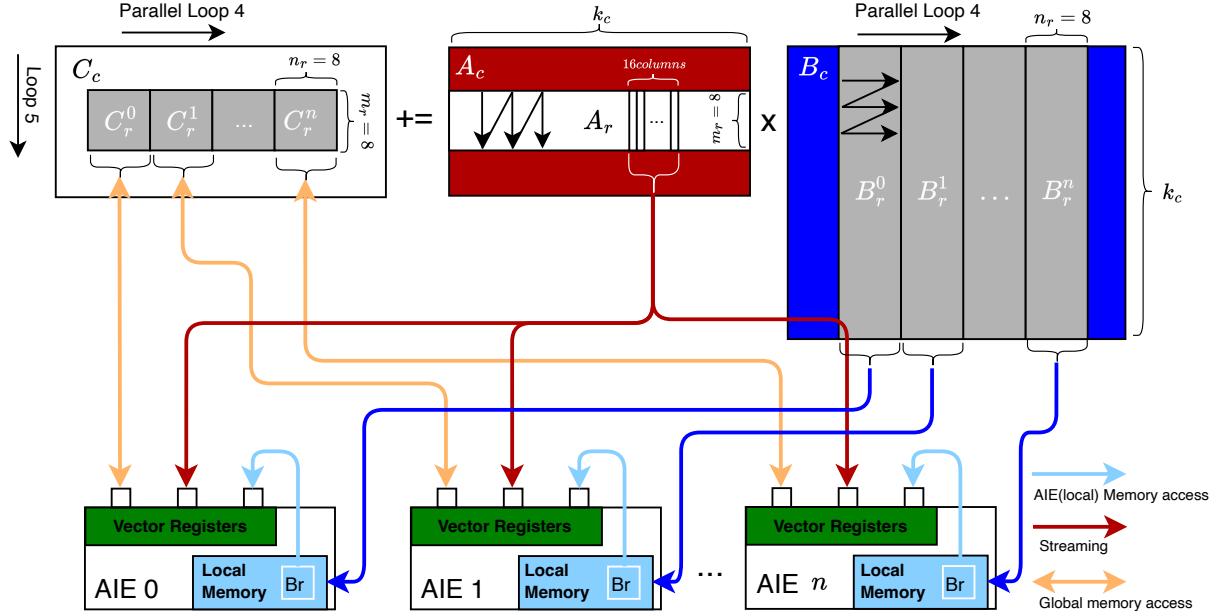 Parallel Loop 4
Loop 5
C_c
n_r = 8
C_r^0
C_r^1
...
C_r^n
m_r = 8
+=
k_c
A_c
16columns
A_r
...
m_r = 8
x
Parallel Loop 4
n_r = 8
B_c
B_r^0
B_r^1
...
B_r^n
k_c
Vector Registers
AIE 0
Local
Memory
Br
Vector Registers
AIE 1
Local
Memory
Br
...
Vector Registers
AIE n
Local
Memory
Br
AIE(local) Memory access
Streaming
Global memory access